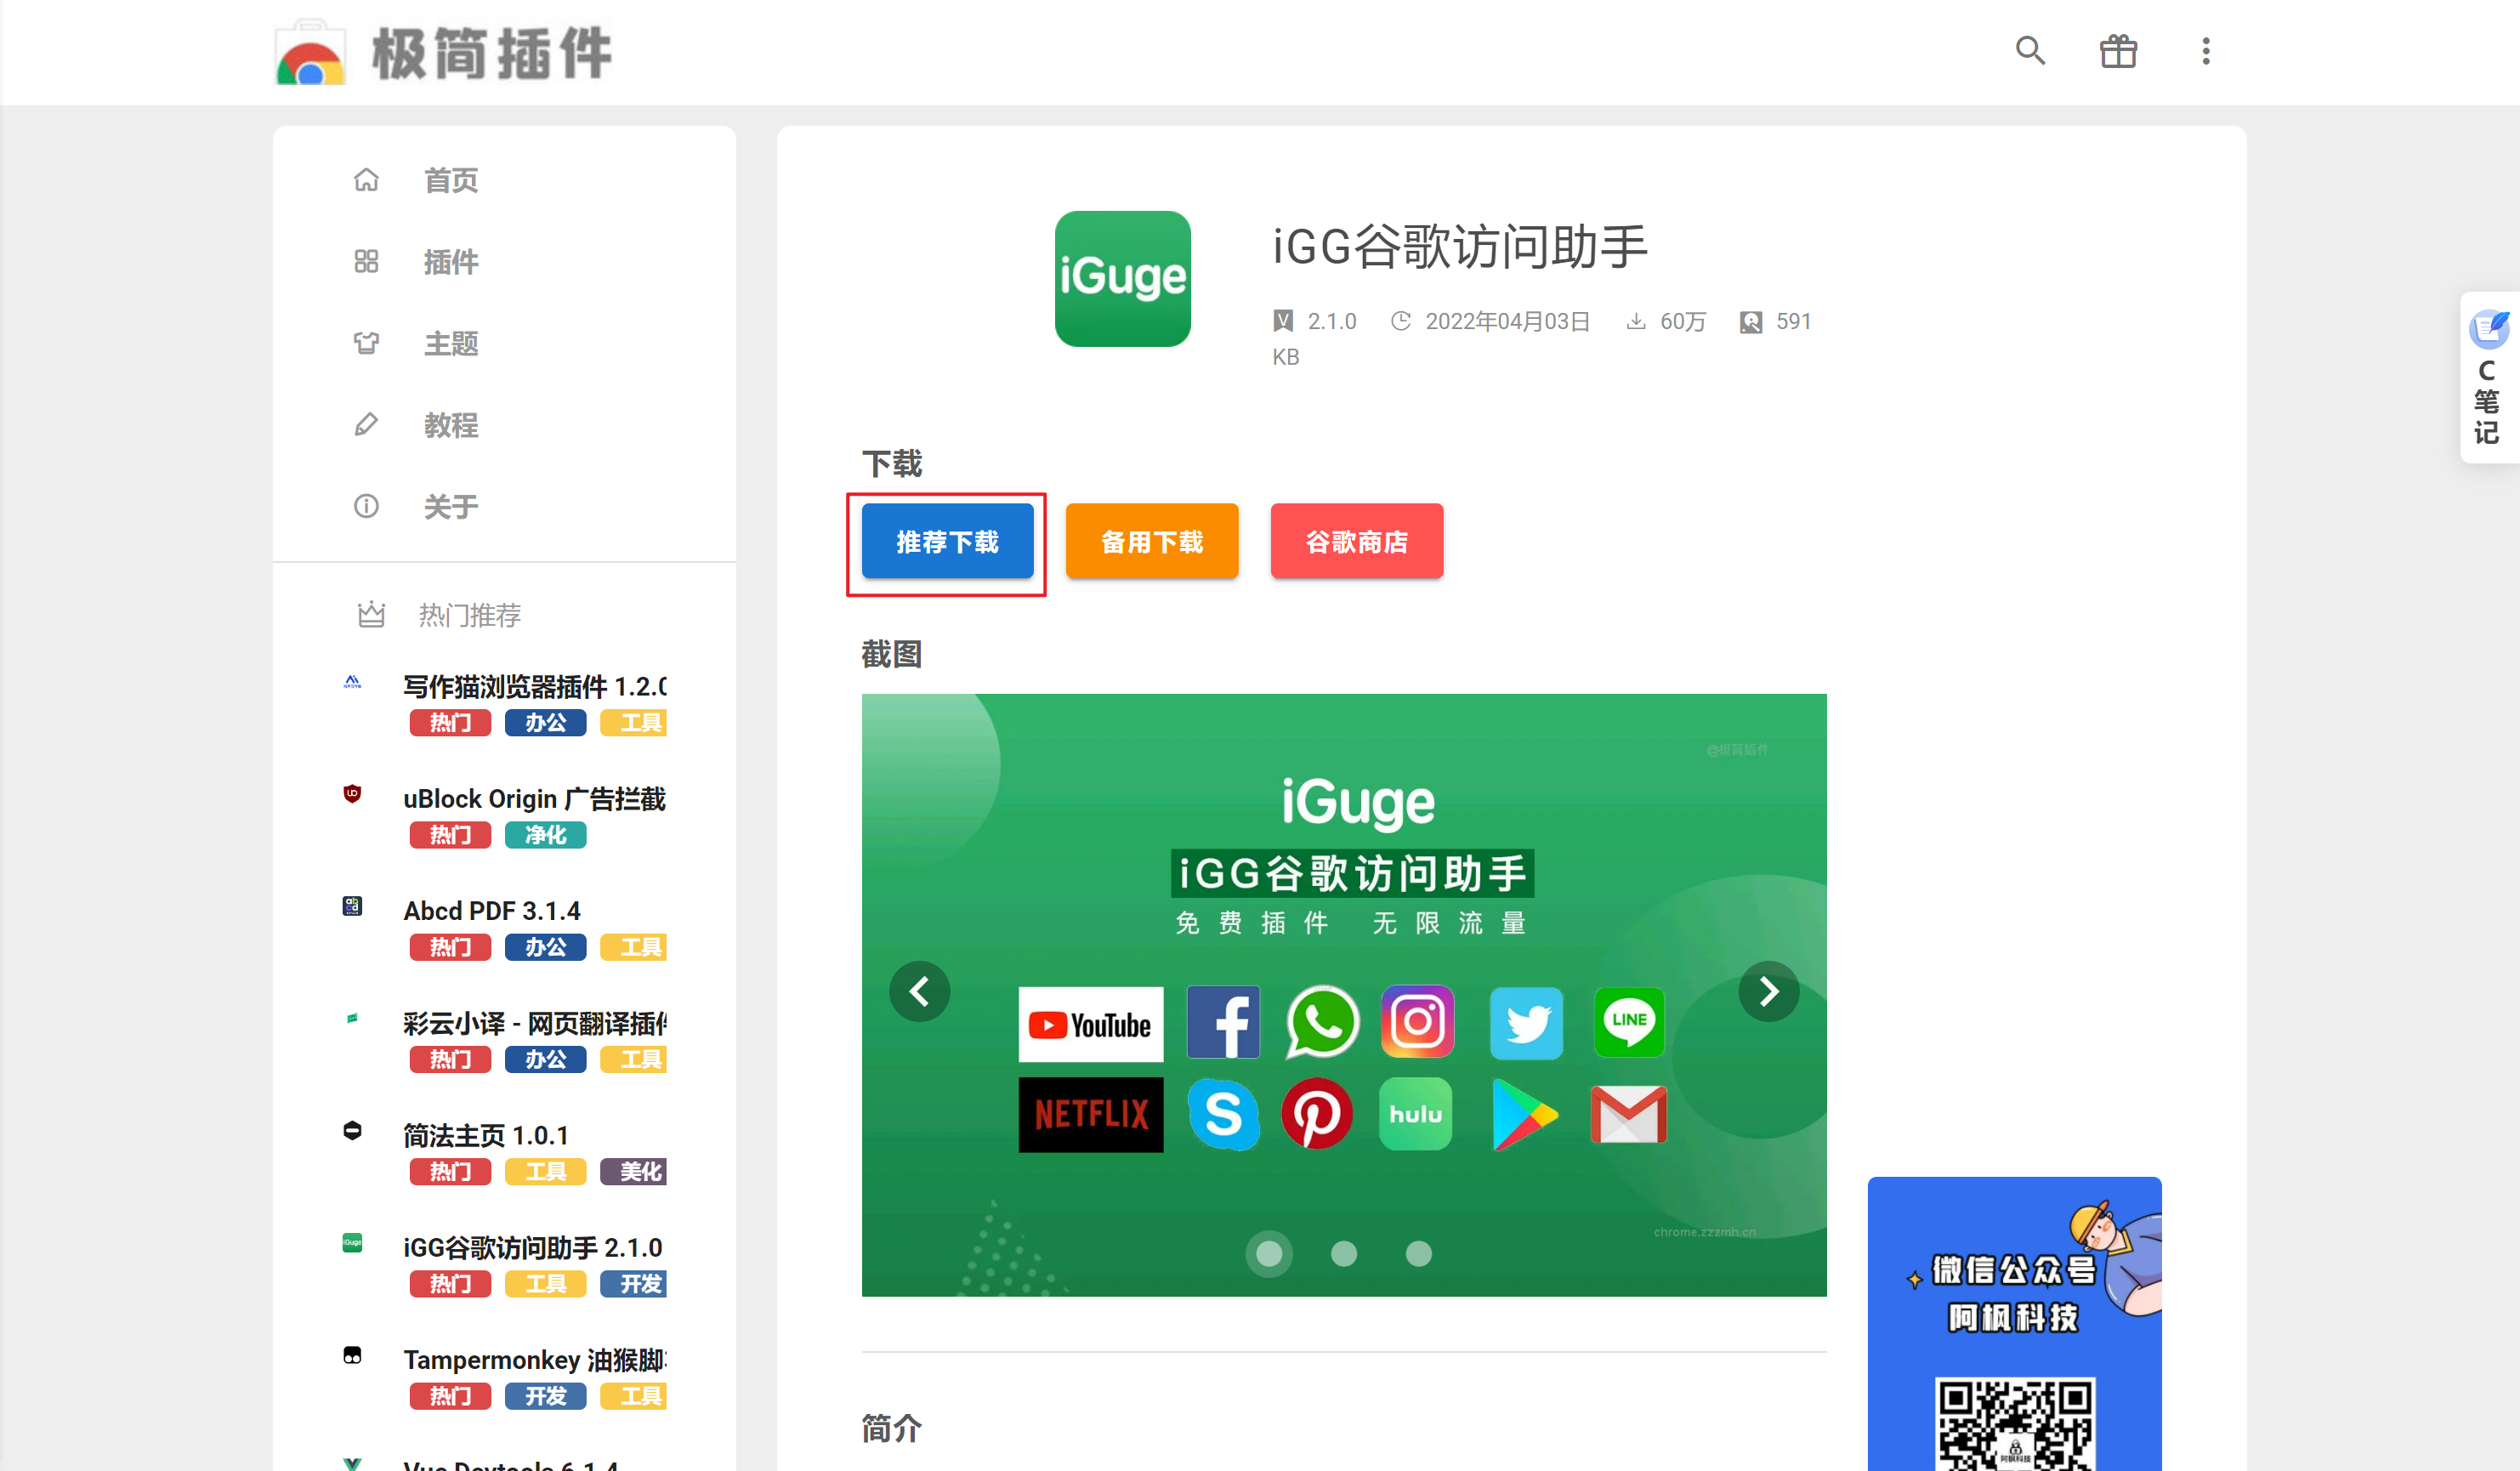 极简插件
首页
插件
主题
教程
关于
热门推荐
写作猫浏览器插件 1.2.0
热门 办公 工具
uBlock Origin 广告拦截
热门 净化
Abcd PDF 3.1.4
热门 办公 工具
彩云小译 - 网页翻译插件
热门 办公 工具
简法主页 1.0.1
热门 工具 美化
iGuge
iGG谷歌访问助手 2.1.0
热门 工具 开发
Tampermonkey 油猴脚本
热门 开发 工具
Vue Devtools 6.1.4
iGuge
iGG谷歌访问助手
2.1.0 2022年04月03日 60万 591
KB
下载
推荐下载 备用下载 谷歌商店
截图
@极简插件
iGuge
iGG谷歌访问助手
免费插件 无限流量
YouTube
LINE
NETFLIX
hulu
chrome.zzzmh.cn
简介
微信公众号
阿枫科技
阿枫科技
C
笔
记